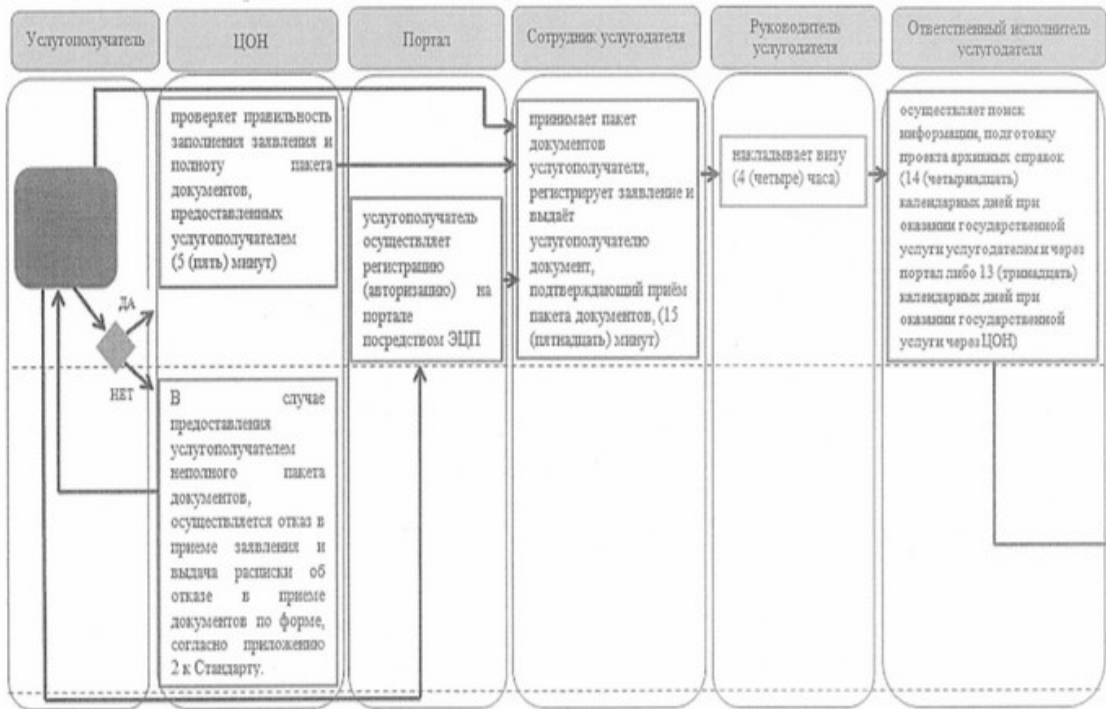 Услугополучатель
ЦОН
Портал
Сотрудник услугодателя
Руководитель
услугодателя
Ответственный исполнитель
услугодателя
проверяет правильность
заполнения заявления и
полноту пакета
документов,
предоставленных
услугополучателем
(5 (пять) минут)
услугополучатель
осуществляет
регистрацию
(авторизацию) на
портале
посредством ЭЦП
принимает пакет
документов
услугополучателя,
регистрирует заявление и
выдаёт
услугополучателю
документ,
подтверждающий приём
пакета документов, (15
(пятнадцать) минут)
накладывает визу
(4 (четыре) часа)
осуществляет поиск
информации, подготовку
проекта архивных справок
(14 (четырнадцать)
календарных дней при
оказании государственной
услуги услугодателем и через
портал либо 13 (тринадцать)
календарных дней при
оказании государственной
услуги через ЦОН)
ДА
НЕТ
В случае
предоставления
услугополучателем
неполного пакета
документов,
осуществляется отказ в
приеме заявления и
выдача расписки об
отказе в приеме
документов по форме,
согласно приложению
2 к Стандарту.